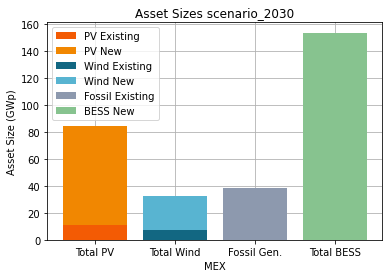 Asset Sizes scenario_2030
Asset Size (GWp)
160
140
120
100
80
60
40
20
0
PV Existing
PV New
Wind Existing
Wind New
Fossil Existing
BESS New
Total PV
Total Wind
Fossil Gen.
Total BESS
MEX